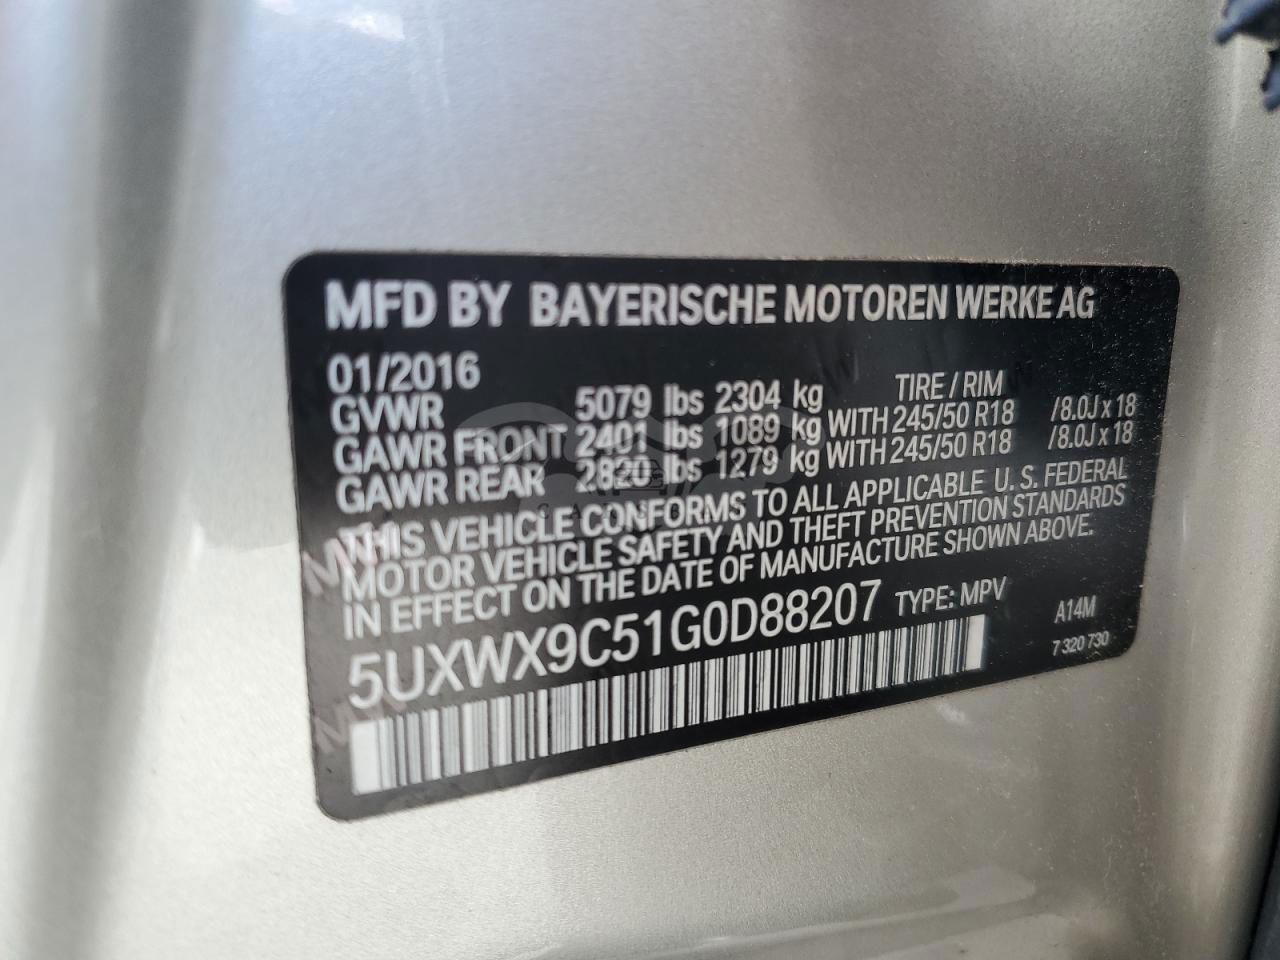 MFD BY BAYERISCHE MOTOREN WERKE AG
01/2016
GVWR 5079 lbs 2304 kg TIRE / RIM
GAWR FRONT 2401 lbs 1089 kg WITH 245/50 R18 /8.0J x 18
GAWR REAR 2820 lbs 1279 kg WITH 245/50 R18 /8.0J x 18
THIS VEHICLE CONFORMS TO ALL APPLICABLE U. S. FEDERAL
MOTOR VEHICLE SAFETY AND THEFT PREVENTION STANDARDS
IN EFFECT ON THE DATE OF MANUFACTURE SHOWN ABOVE.
5UXWX9C51G0D88207 TYPE: MPV A14M
7 320 730